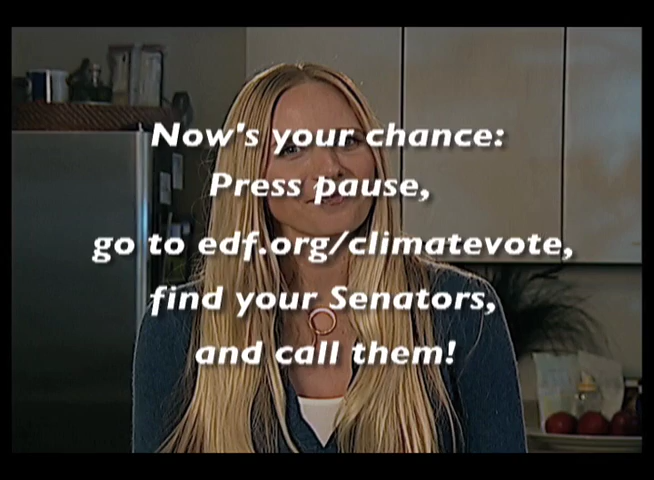 Now's your chance:
Press pause,
go to edf.org/climatevote,
find your Senators,
and call them!